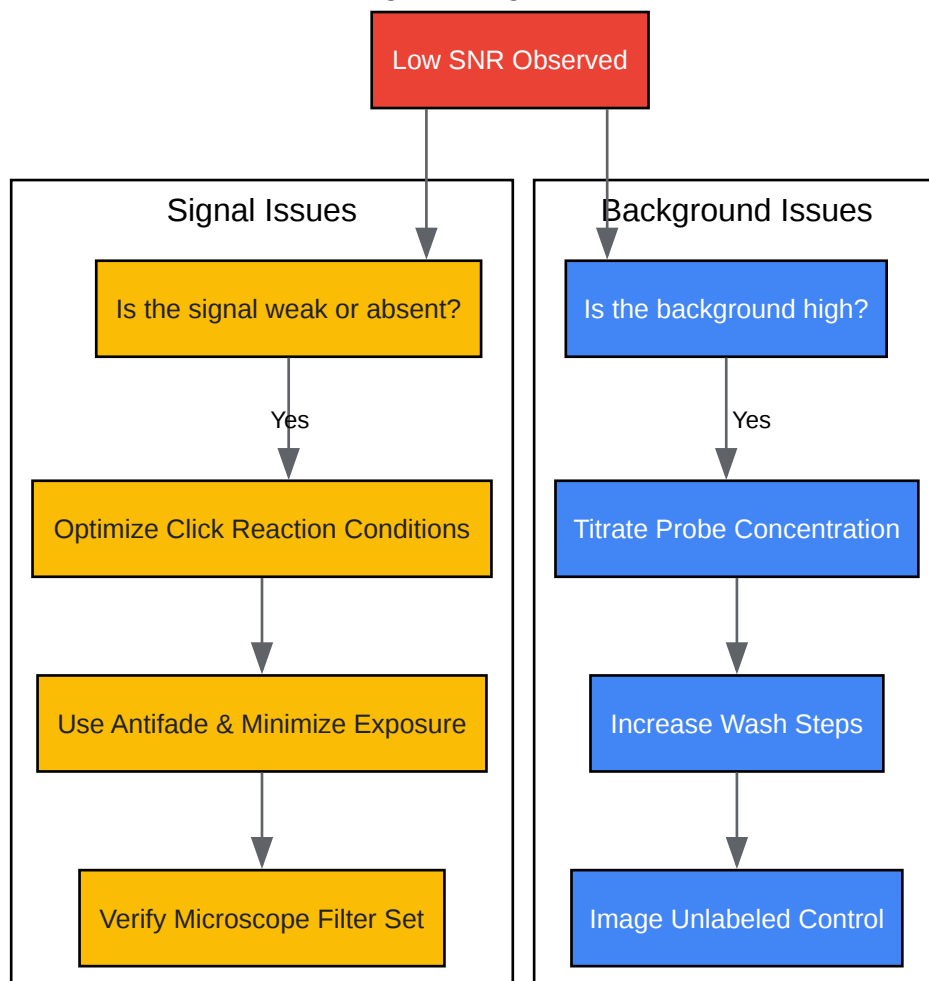 Low SNR Observed
Signal Issues
Background Issues
Is the signal weak or absent?
Is the background high?
Yes
Yes
Optimize Click Reaction Conditions
Titrate Probe Concentration
Use Antifade & Minimize Exposure
Increase Wash Steps
Verify Microscope Filter Set
Image Unlabeled Control